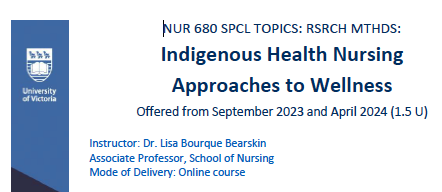 NUR 680 SPCL TOPICS: RSRCH MTHDS:
Indigenous Health Nursing
Approaches to Wellness
Offered from September 2023 and April 2024 (1.5 U)
University
of Victoria
Instructor: Dr. Lisa Bourque Bearskin
Associate Professor, School of Nursing
Mode of Delivery: Online course